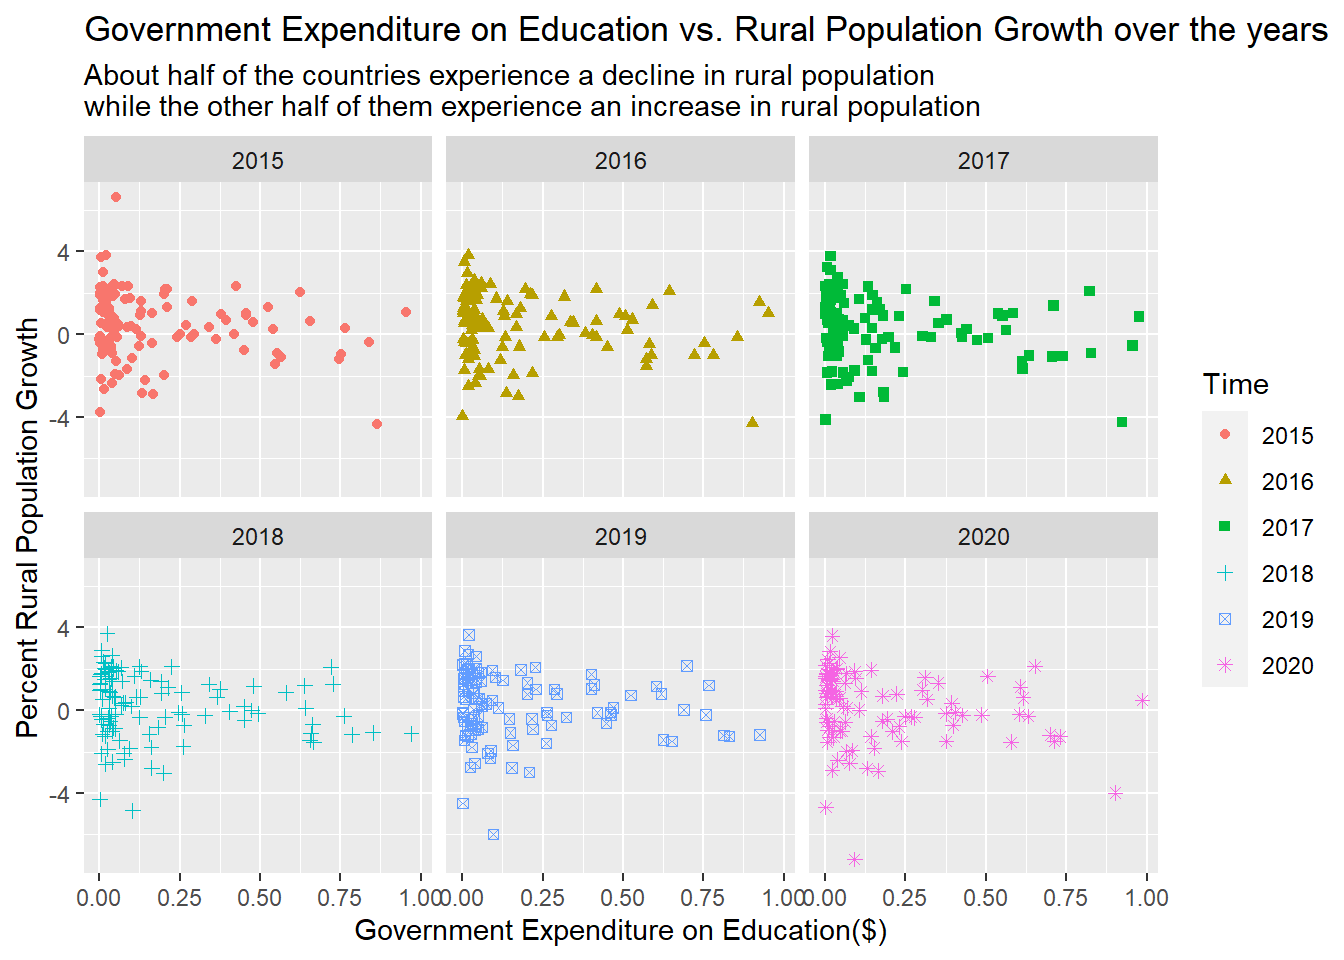 Government Expenditure on Education vs. Rural Population Growth over the years
About half of the countries experience a decline in rural population
while the other half of them experience an increase in rural population
2015 2016 2017
4
0
-4
2018 2019 2020
4
0
-4
0.00 0.25 0.50 0.75 1.00 0.00 0.25 0.50 0.75 1.00 0.00 0.25 0.50 0.75 1.00
Government Expenditure on Education($)
Percent Rural Population Growth
Time
2015
2016
2017
2018
2019
2020